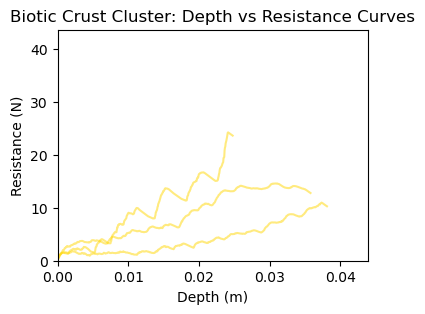 Biotic Crust Cluster: Depth vs Resistance Curves
40
30
20
10
0
Resistance (N)
0.00 0.01 0.02 0.03 0.04
Depth (m)